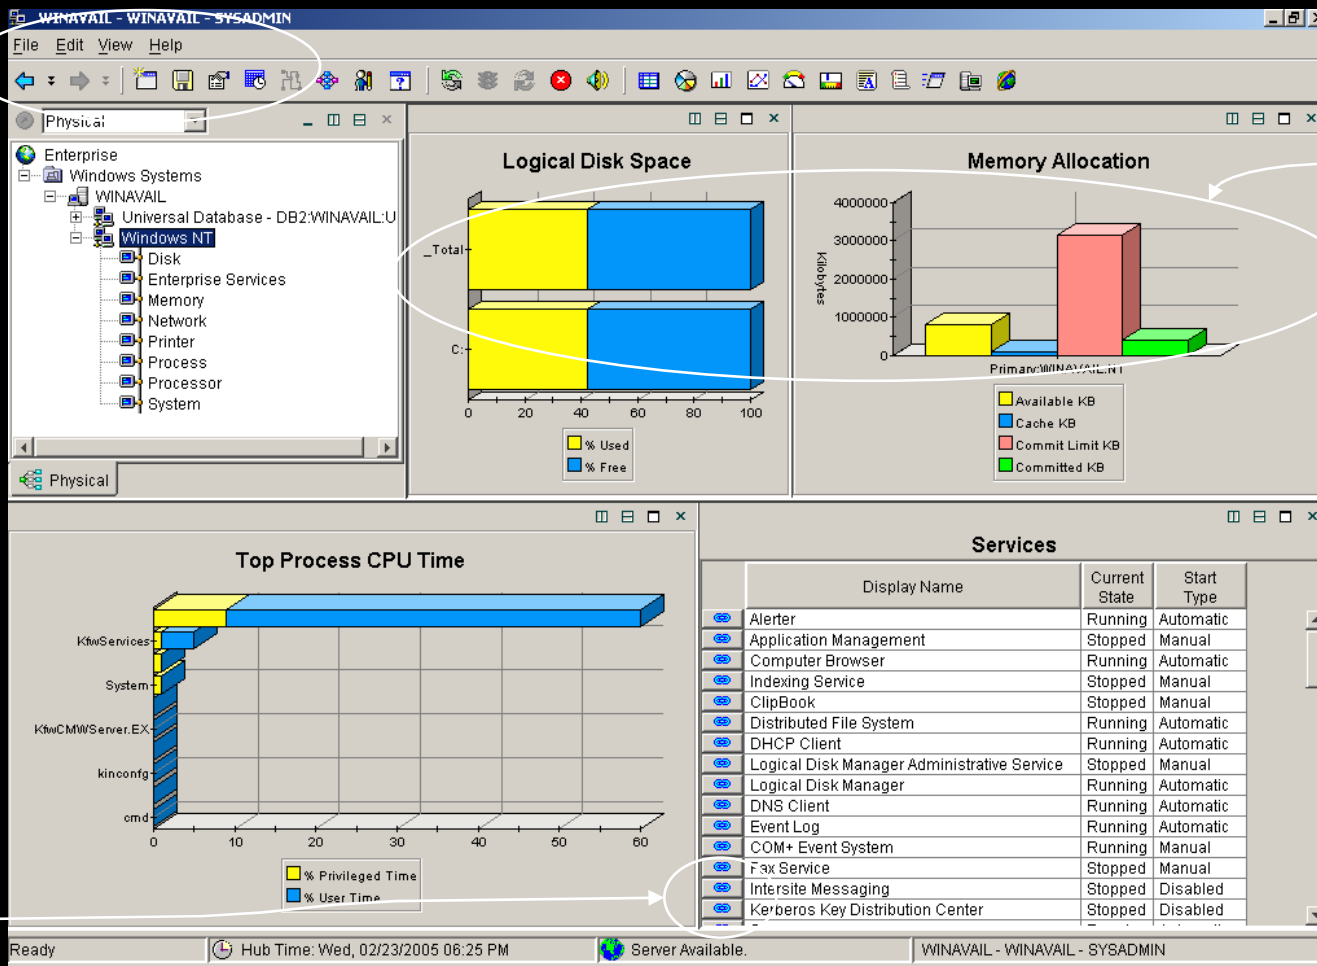 WINAVAIL - WINAVAIL - SYSADMIN
File Edit View Help
Physical
Enterprise
Windows Systems
WINAVAIL
Universal Database - DB2:WINAVAIL:U
Windows NT
Disk
Enterprise Services
Memory
Network
Printer
Process
Processor
System
Physical
Logical Disk Space
_Total
C:
0 20 40 60 80 100
% Used
% Free
Memory Allocation
4000000
3000000
2000000
1000000
0
Kilobytes
Primary:WINAVAIL:NT
Available KB
Cache KB
Commit Limit KB
Committed KB
Top Process CPU Time
KfwServices
System
KfwCMWServer.EX
kinconfg
cmd
0 10 20 30 40 50 60
% Privileged Time
% User Time
Services
Display Name Current State Start Type
Alerter Running Automatic
Application Management Stopped Manual
Computer Browser Running Automatic
Indexing Service Stopped Manual
ClipBook Stopped Manual
Distributed File System Running Automatic
DHCP Client Running Automatic
Logical Disk Manager Administrative Service Stopped Manual
Logical Disk Manager Running Automatic
DNS Client Running Automatic
Event Log Running Automatic
COM+ Event System Running Manual
Fax Service Stopped Manual
Intersite Messaging Stopped Disabled
Kerberos Key Distribution Center Stopped Disabled
Ready Hub Time: Wed, 02/23/2005 06:25 PM Server Available. WINAVAIL - WINAVAIL - SYSADMIN